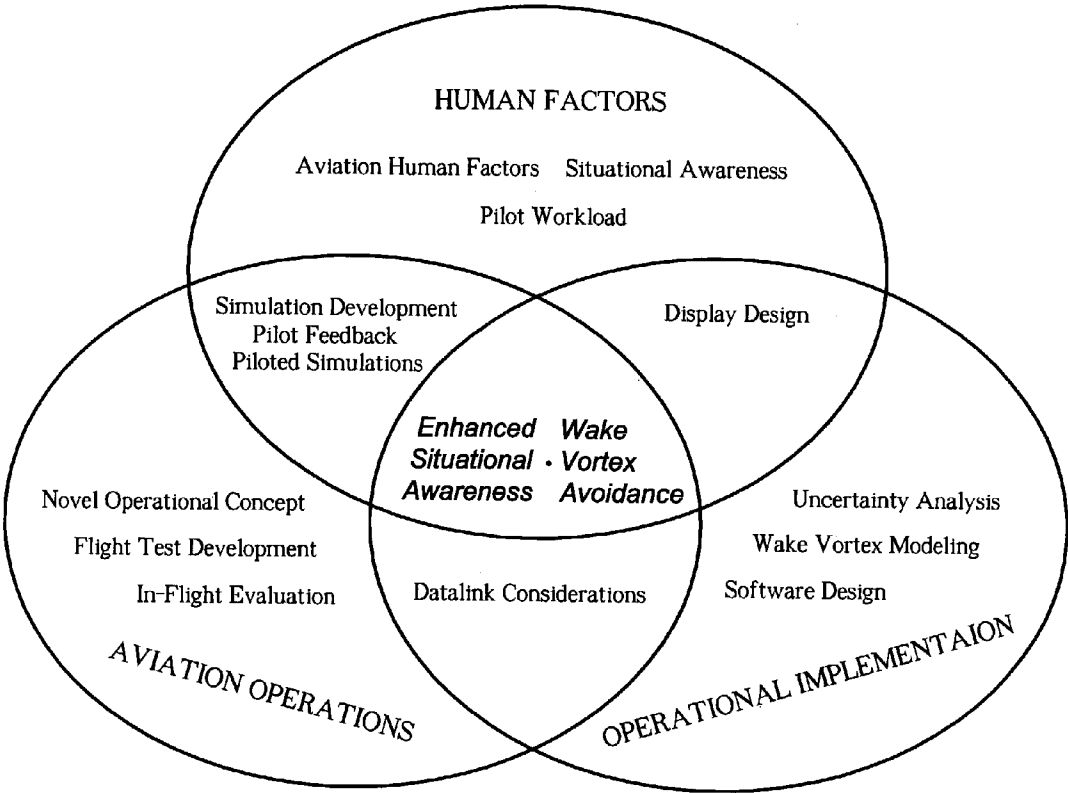 HUMAN FACTORS
Aviation Human Factors Situational Awareness
Pilot Workload
Simulation Development
Pilot Feedback
Piloted Simulations
Display Design
Enhanced Wake
Situational · Vortex
Awareness Avoidance
Novel Operational Concept
Flight Test Development
In-Flight Evaluation
Datalink Considerations
Uncertainty Analysis
Wake Vortex Modeling
Software Design
AVIATION OPERATIONS
OPERATIONAL IMPLEMENTAION